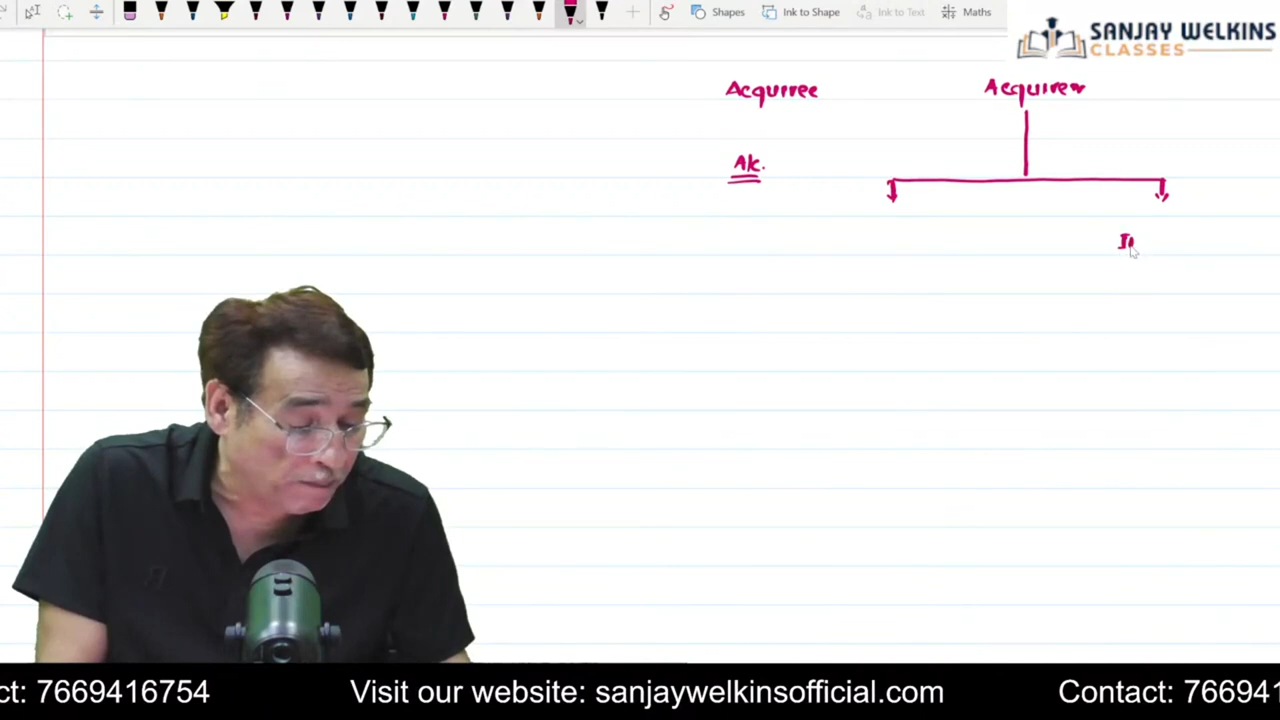 Shapes
Ink to Shape
Ink to Text
Maths
SANJAY WELKINS
CLASSES
Acquiree
Acquirer
A/c.
ct: 7669416754
Visit our website: sanjaywelkinsofficial.com
Contact: 766941